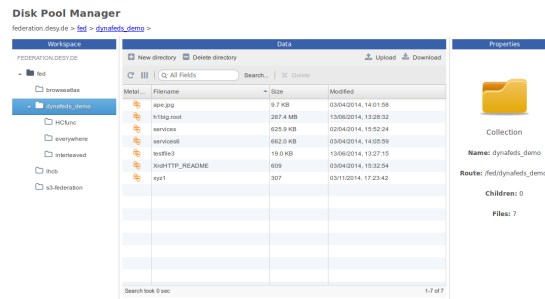 Disk Pool Manager
federation.desy.de > fed > dynafeds_demo >
Workspace
FEDERATION.DESY.DE
fed
browseatlas
dynafeds_demo
HCfunc
everywhere
interleaved
lhcb
s3-federation
Data
New directory Delete directory Upload Download
All Fields Search... Delete
Metal... Filename Size Modified
ape.jpg 9.7 KB 03/04/2014, 14:01:58
h1big.root 267.4 MB 13/06/2014, 13:28:32
services 625.9 KB 02/04/2014, 15:52:24
services6 662.0 KB 03/04/2014, 14:05:59
testfile3 19.0 KB 13/06/2014, 13:27:15
XrdHTTP_README 609 03/04/2014, 15:32:54
xyz1 307 03/11/2014, 17:23:42
Search took 0 sec 1-7 of 7
Properties
Collection
Name: dynafeds_demo
Route: /fed/dynafeds_demo
Children: 0
Files: 7